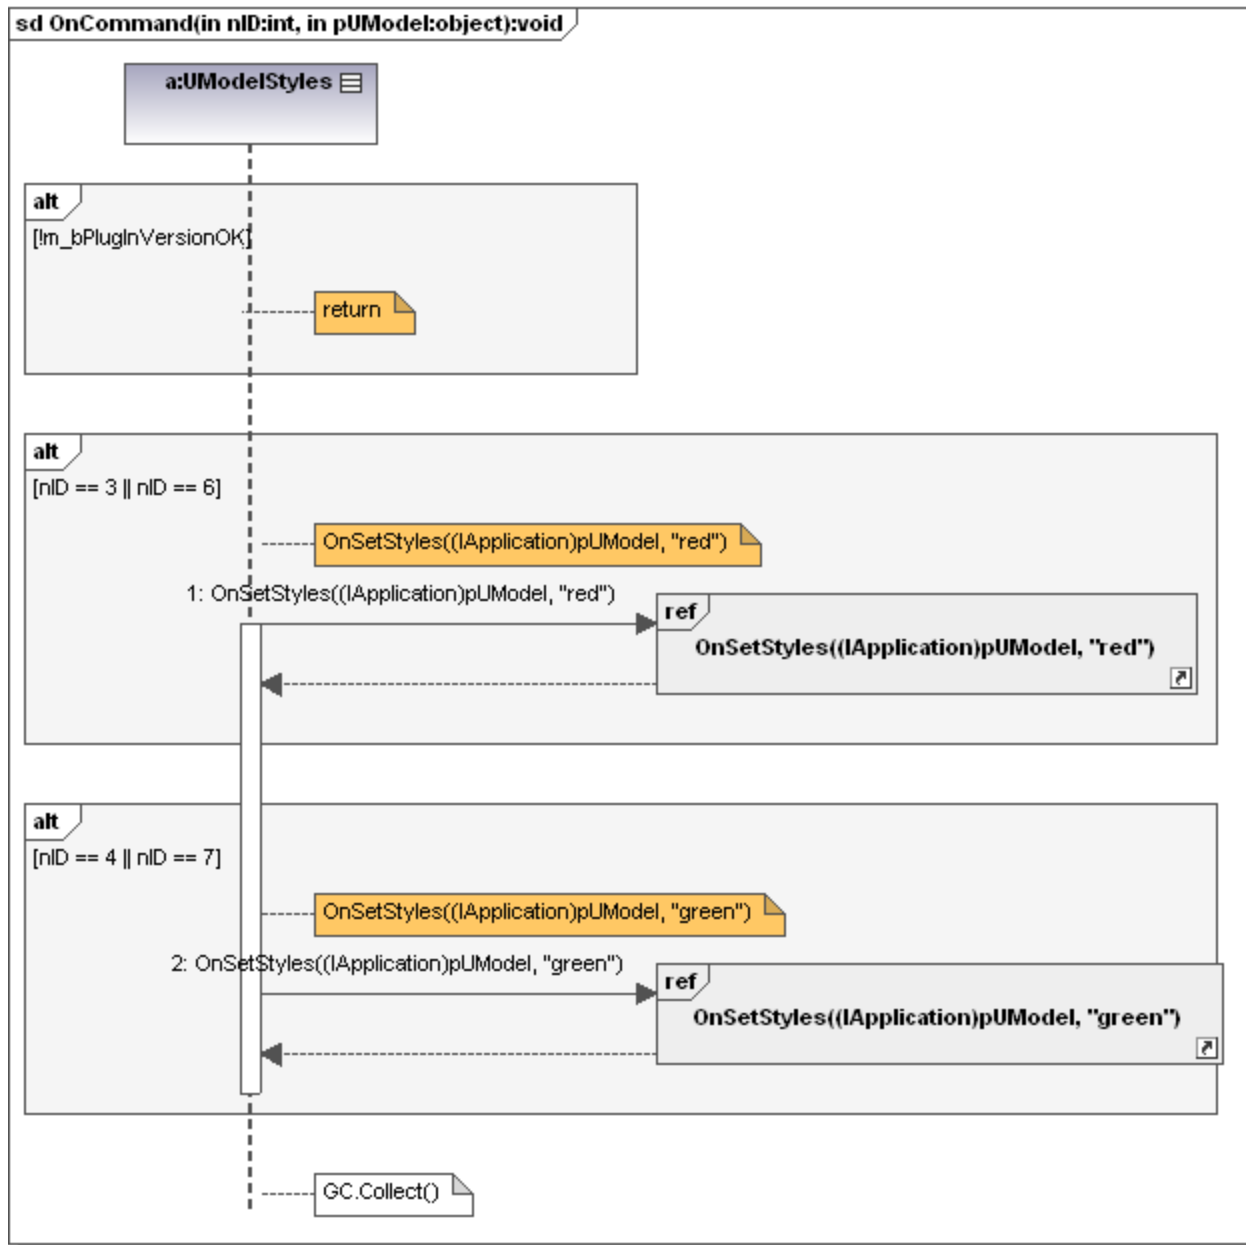 sd OnCommand(in nID:int, in pUModel:object):void
a:UModelStyles
alt
[!m_bPlugInVersionOK]
return
alt
[nID == 3 || nID == 6]
OnSetStyles((IApplication)pUModel, "red")
1: OnSetStyles((IApplication)pUModel, "red")
ref
OnSetStyles((IApplication)pUModel, "red")
alt
[nID == 4 || nID == 7]
OnSetStyles((IApplication)pUModel, "green")
2: OnSetStyles((IApplication)pUModel, "green")
ref
OnSetStyles((IApplication)pUModel, "green")
GC.Collect()